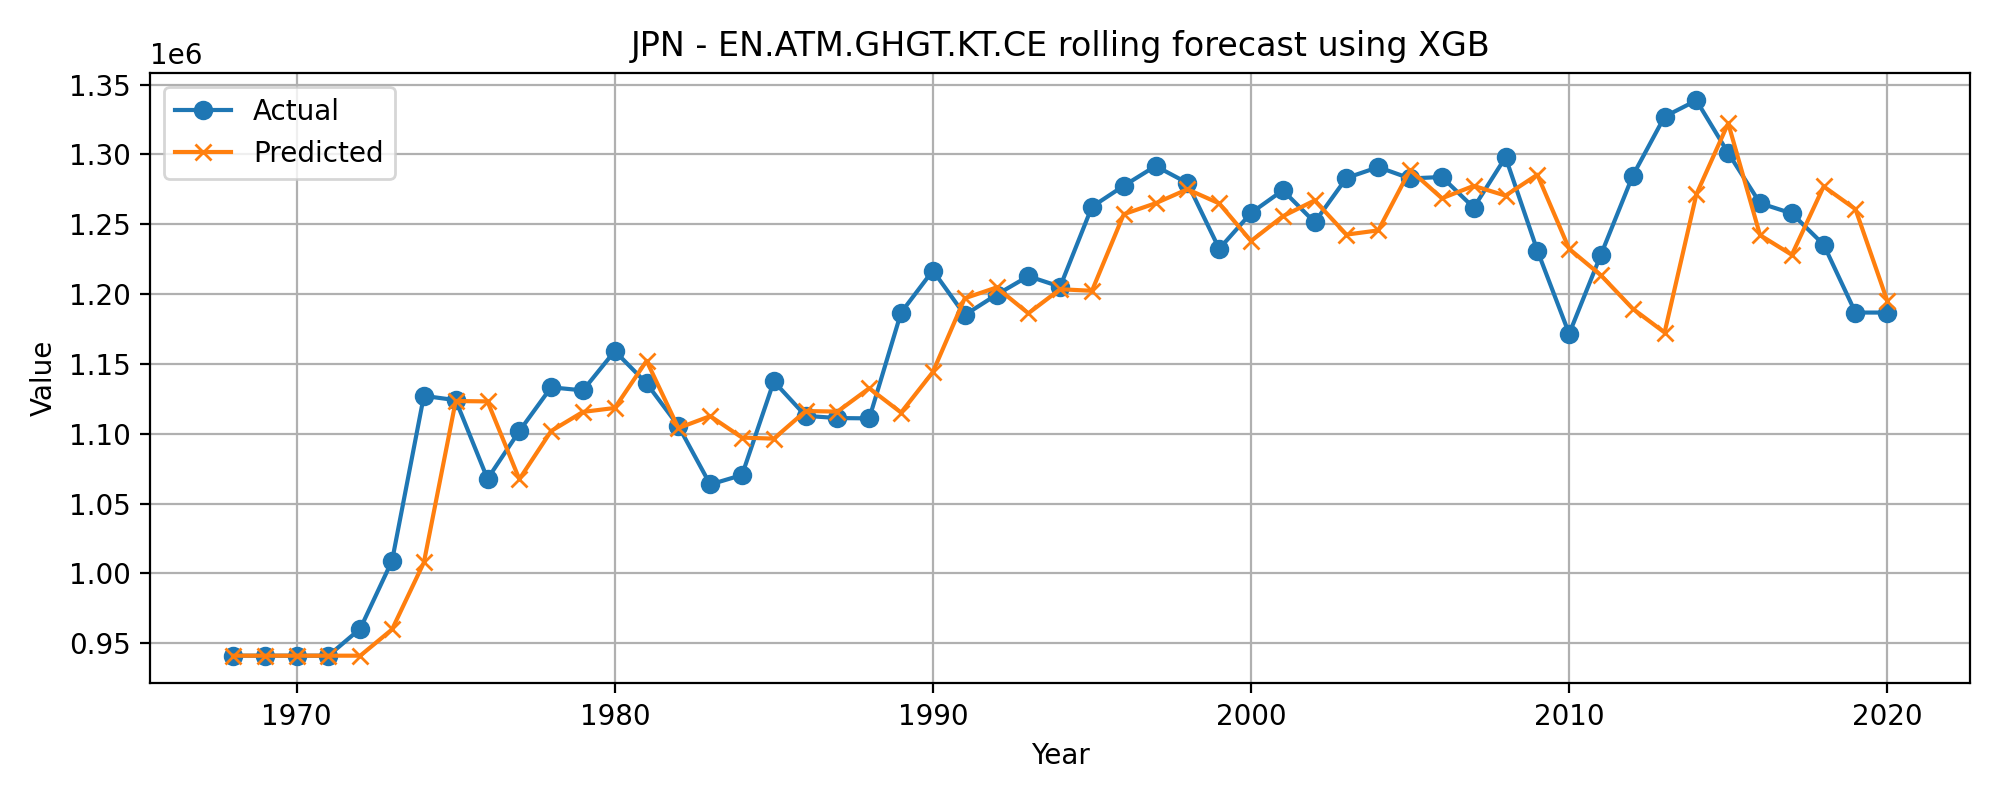 JPN - EN.ATM.GHGT.KT.CE rolling forecast using XGB
1e6
1.35
1.30
1.25
1.20
1.15
1.10
1.05
1.00
0.95
Value
Actual
Predicted
1970 1980 1990 2000 2010 2020
Year